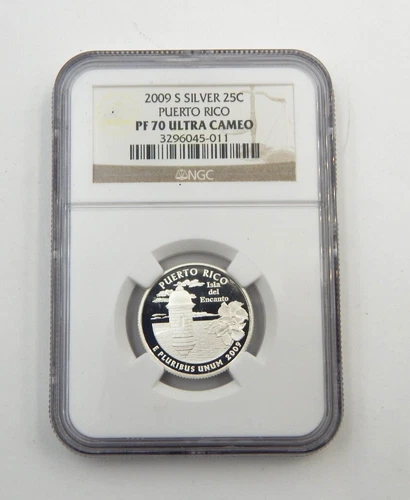 2009 S SILVER 25C
PUERTO RICO
PF 70 ULTRA CAMEO
3296045-011
NGC
PUERTO RICO
Isla
del
Encanto
E PLURIBUS UNUM 2009